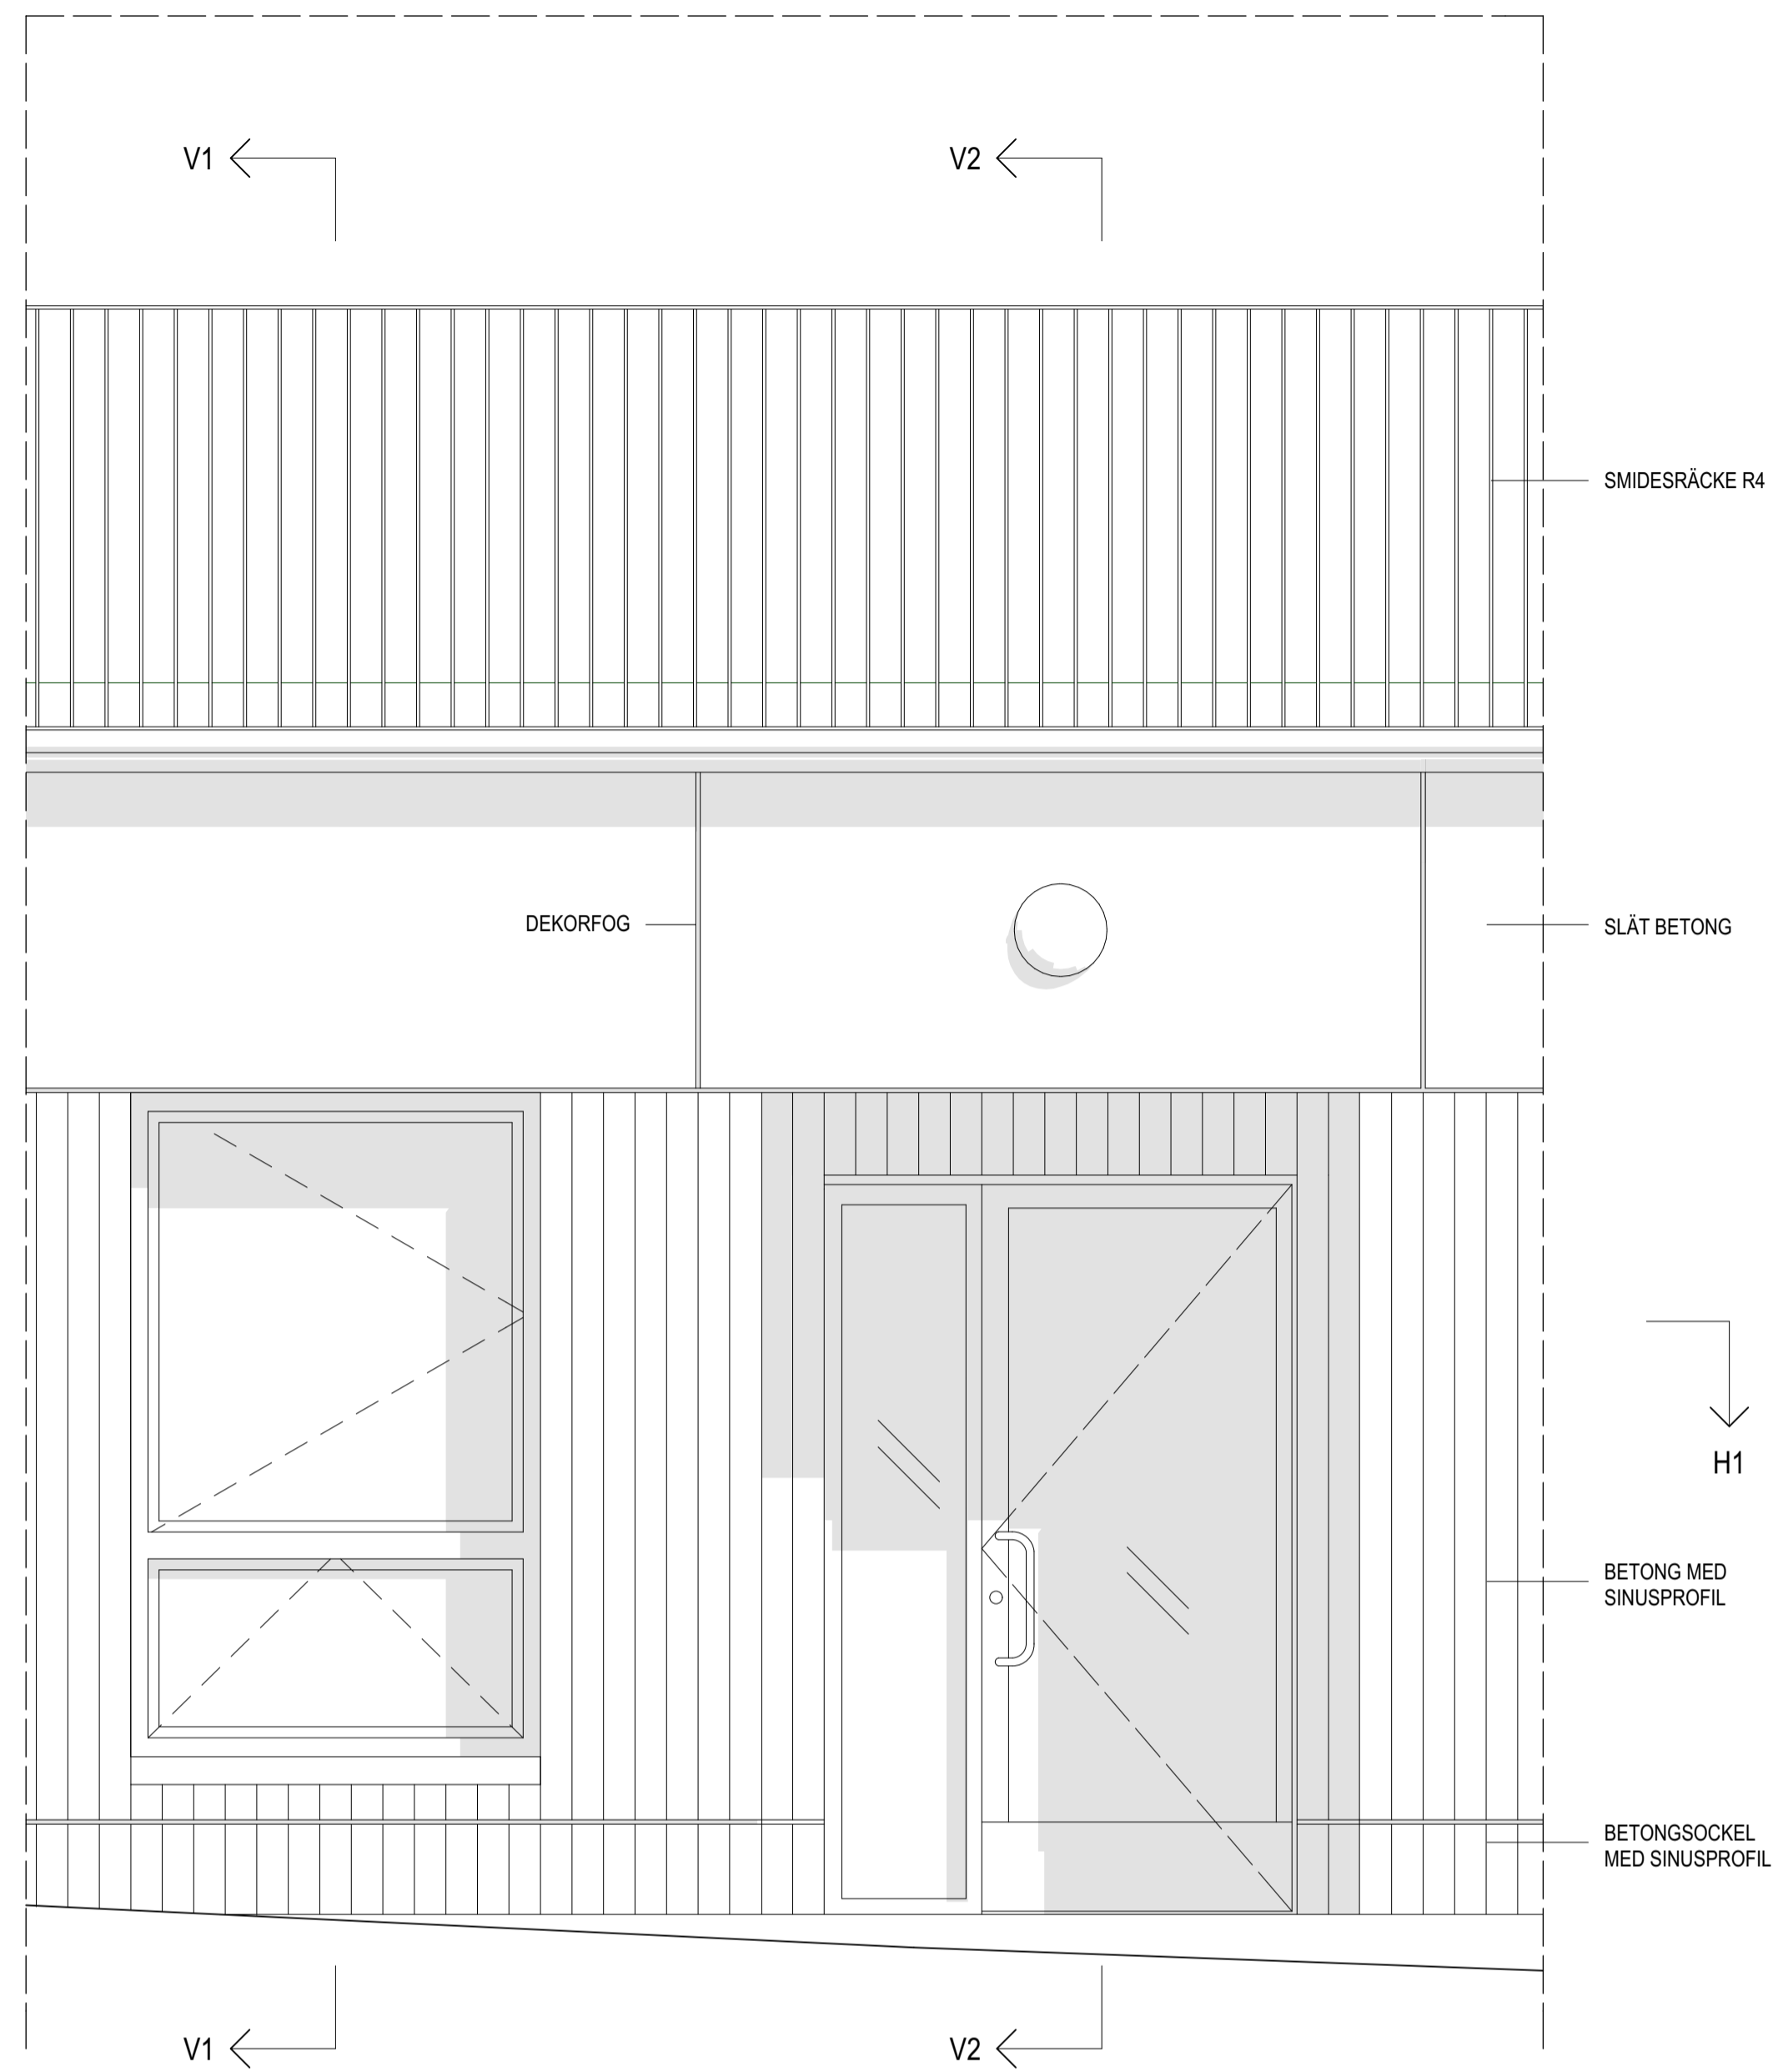 V1
V2
SMIDESRÄCKE R4
DEKORFOG
SLÄT BETONG
H1
BETONG MED
SINUSPROFIL
BETONGSOCKEL
MED SINUSPROFIL
V1
V2